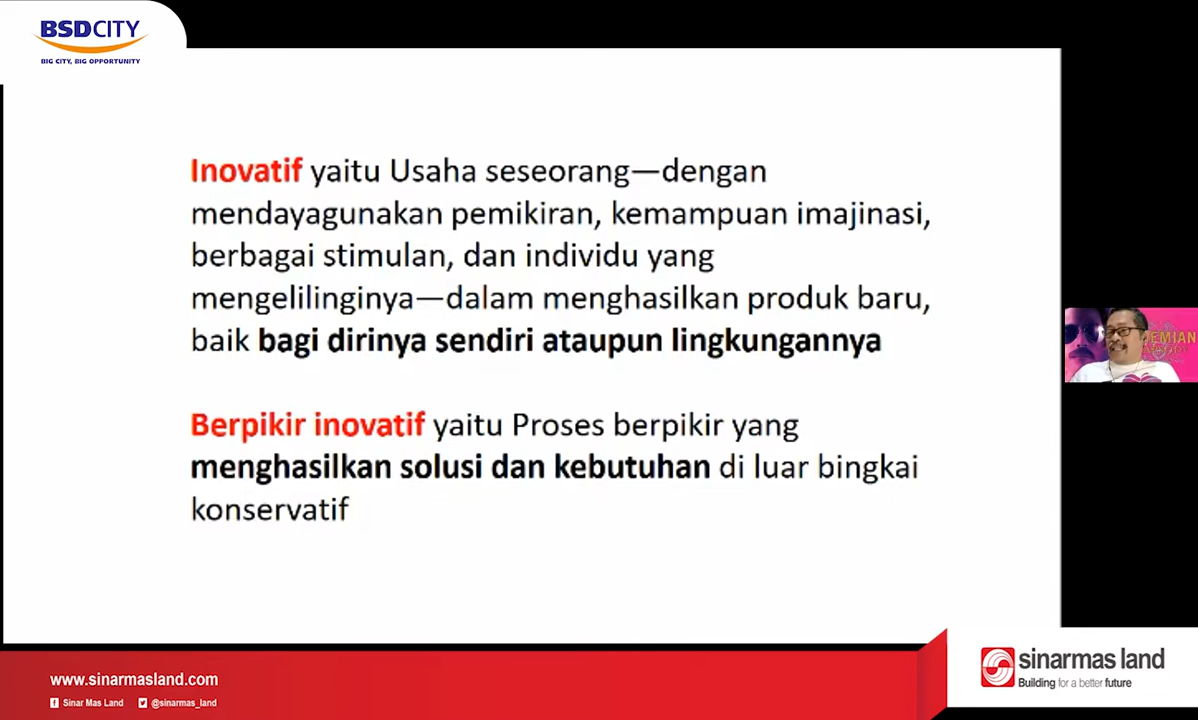 BSDCITY
BIG CITY, BIG OPPORTUNITY
Inovatif yaitu Usaha seseorang—dengan
mendayagunakan pemikiran, kemampuan imajinasi,
berbagai stimulan, dan individu yang
mengelilinginya—dalam menghasilkan produk baru,
baik bagi dirinya sendiri ataupun lingkungannya
Berpikir inovatif yaitu Proses berpikir yang
menghasilkan solusi dan kebutuhan di luar bingkai
konservatif
www.sinarmasland.com
Sinar Mas Land @sinarmas_land
sinarmas land
Building for a better future